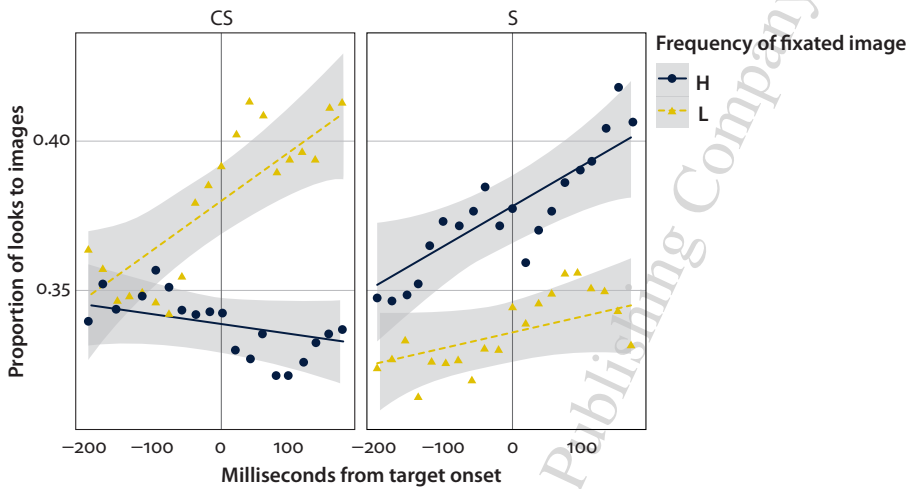 CS
S
Frequency of fixated image
H
L
Proportion of looks to images
0.40
0.35
−200
−100
0
100
−200
−100
0
100
Milliseconds from target onset
Publishing Company